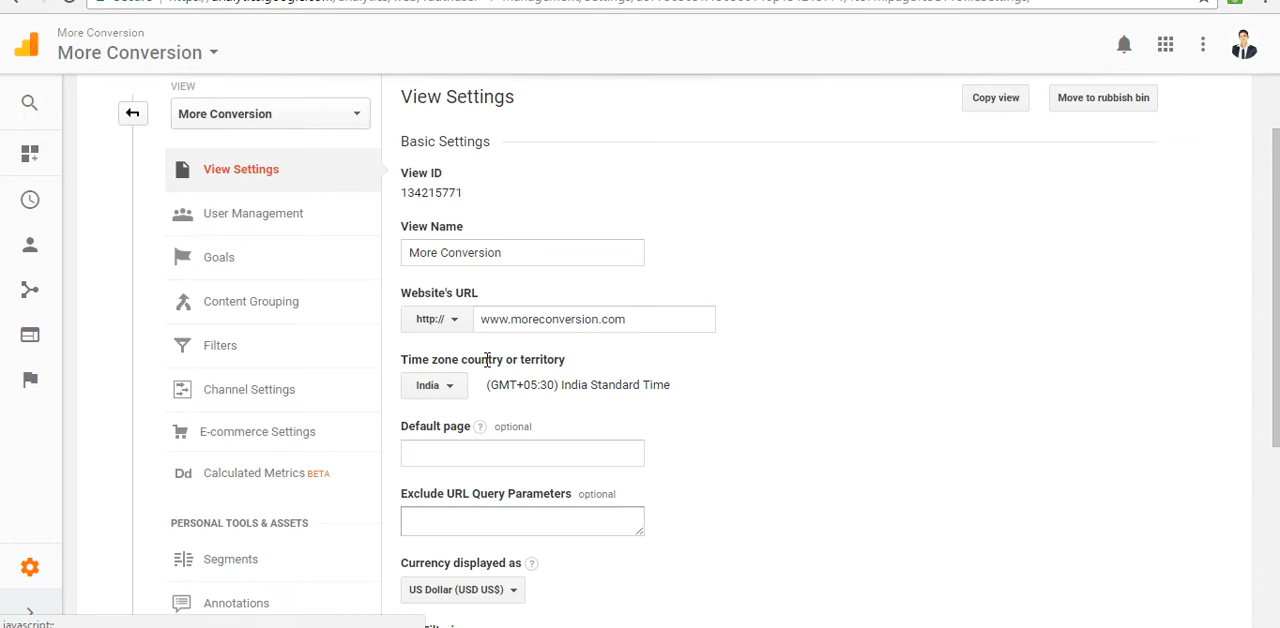 More Conversion
More Conversion
VIEW
More Conversion
View Settings
User Management
Goals
Content Grouping
Filters
Channel Settings
E-commerce Settings
Dd Calculated Metrics BETA
PERSONAL TOOLS & ASSETS
Segments
Annotations
javascript:
View Settings
Copy view
Move to rubbish bin
Basic Settings
View ID
134215771
View Name
More Conversion
Website's URL
http://
www.moreconversion.com
Time zone country or territory
India
(GMT+05:30) India Standard Time
Default page ? optional
Exclude URL Query Parameters optional
Currency displayed as ?
US Dollar (USD US$)